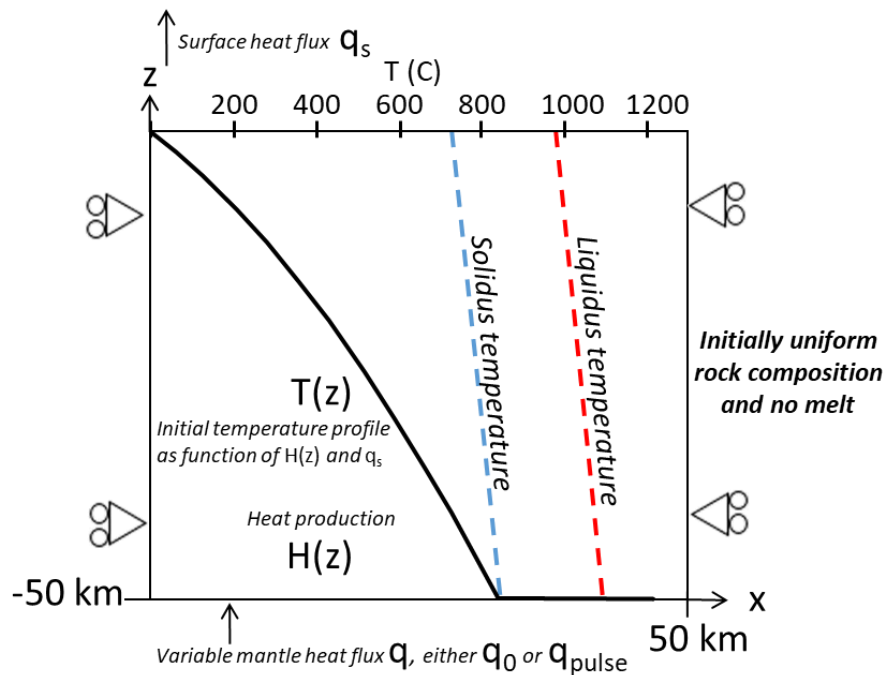 Surface heat flux qs
T (C)
z
200 400 600 800 1000 1200
Solidus temperature
Liquidus temperature
Initially uniform
rock composition
and no melt
T(z)
Initial temperature profile
as function of H(z) and qs
Heat production
H(z)
-50 km
x
50 km
Variable mantle heat flux q, either q0 or qpulse